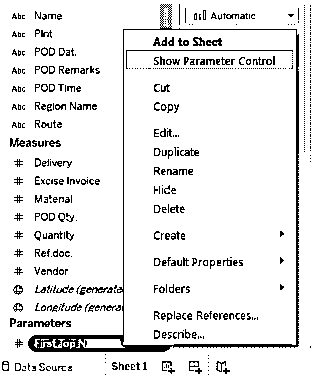 Abc Name
Automatic
Abc Plnt
Abc POD Dat.
Abc POD Remarks
Abc POD Time
Abc Region Name
Abc Route
Measures
# Delivery
# Excise Invoice
# Material
# POD Qty.
# Quantity
# Ref.doc.
# Vendor
Latitude (generate
Longitude (genera
Parameters
# First Top N
Add to Sheet
Show Parameter Control
Cut
Copy
Edit...
Duplicate
Rename
Hide
Delete
Create
Default Properties
Folders
Replace References...
Describe...
Data Source Sheet 1